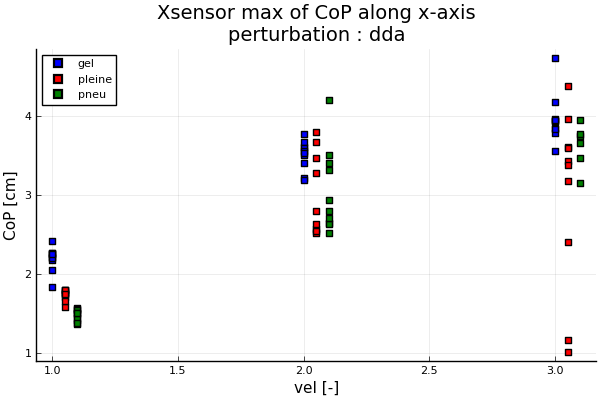 Xsensor max of CoP along x-axis
perturbation : dda
gel
pleine
pneu
CoP [cm]
4
3
2
1
1.0 1.5 2.0 2.5 3.0
vel [-]